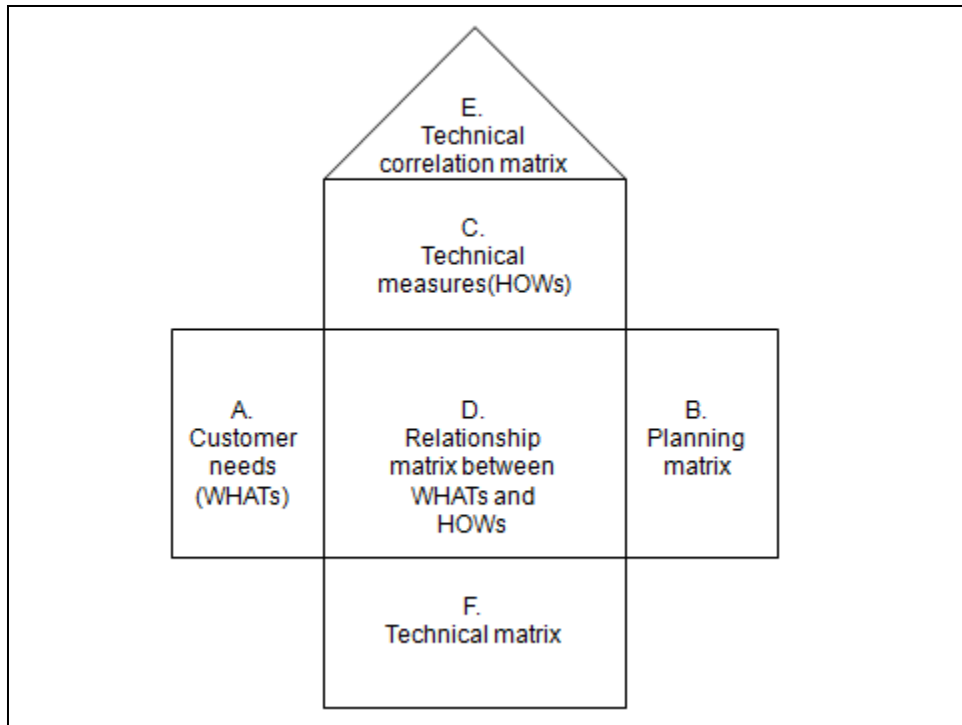 E.
Technical
correlation matrix
C.
Technical
measures(HOWs)
A.
Customer
needs
(WHATs)
D.
Relationship
matrix between
WHATs and
HOWs
B.
Planning
matrix
F.
Technical matrix